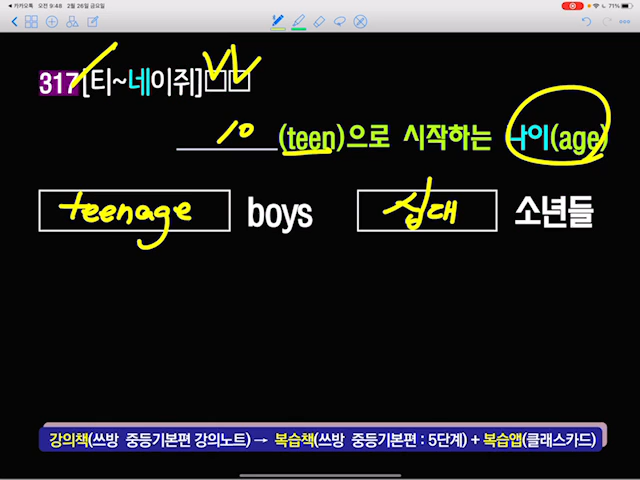 카카오톡 오전 9:48 2월 26일 금요일 71%
317[티~네이쥐]□□
10(teen)으로 시작하는 나이(age)
teenage boys 십대 소년들
강의책(쓰방 중등기본편 강의노트) → 복습책(쓰방 중등기본편 : 5단계) + 복습앱(클래스카드)